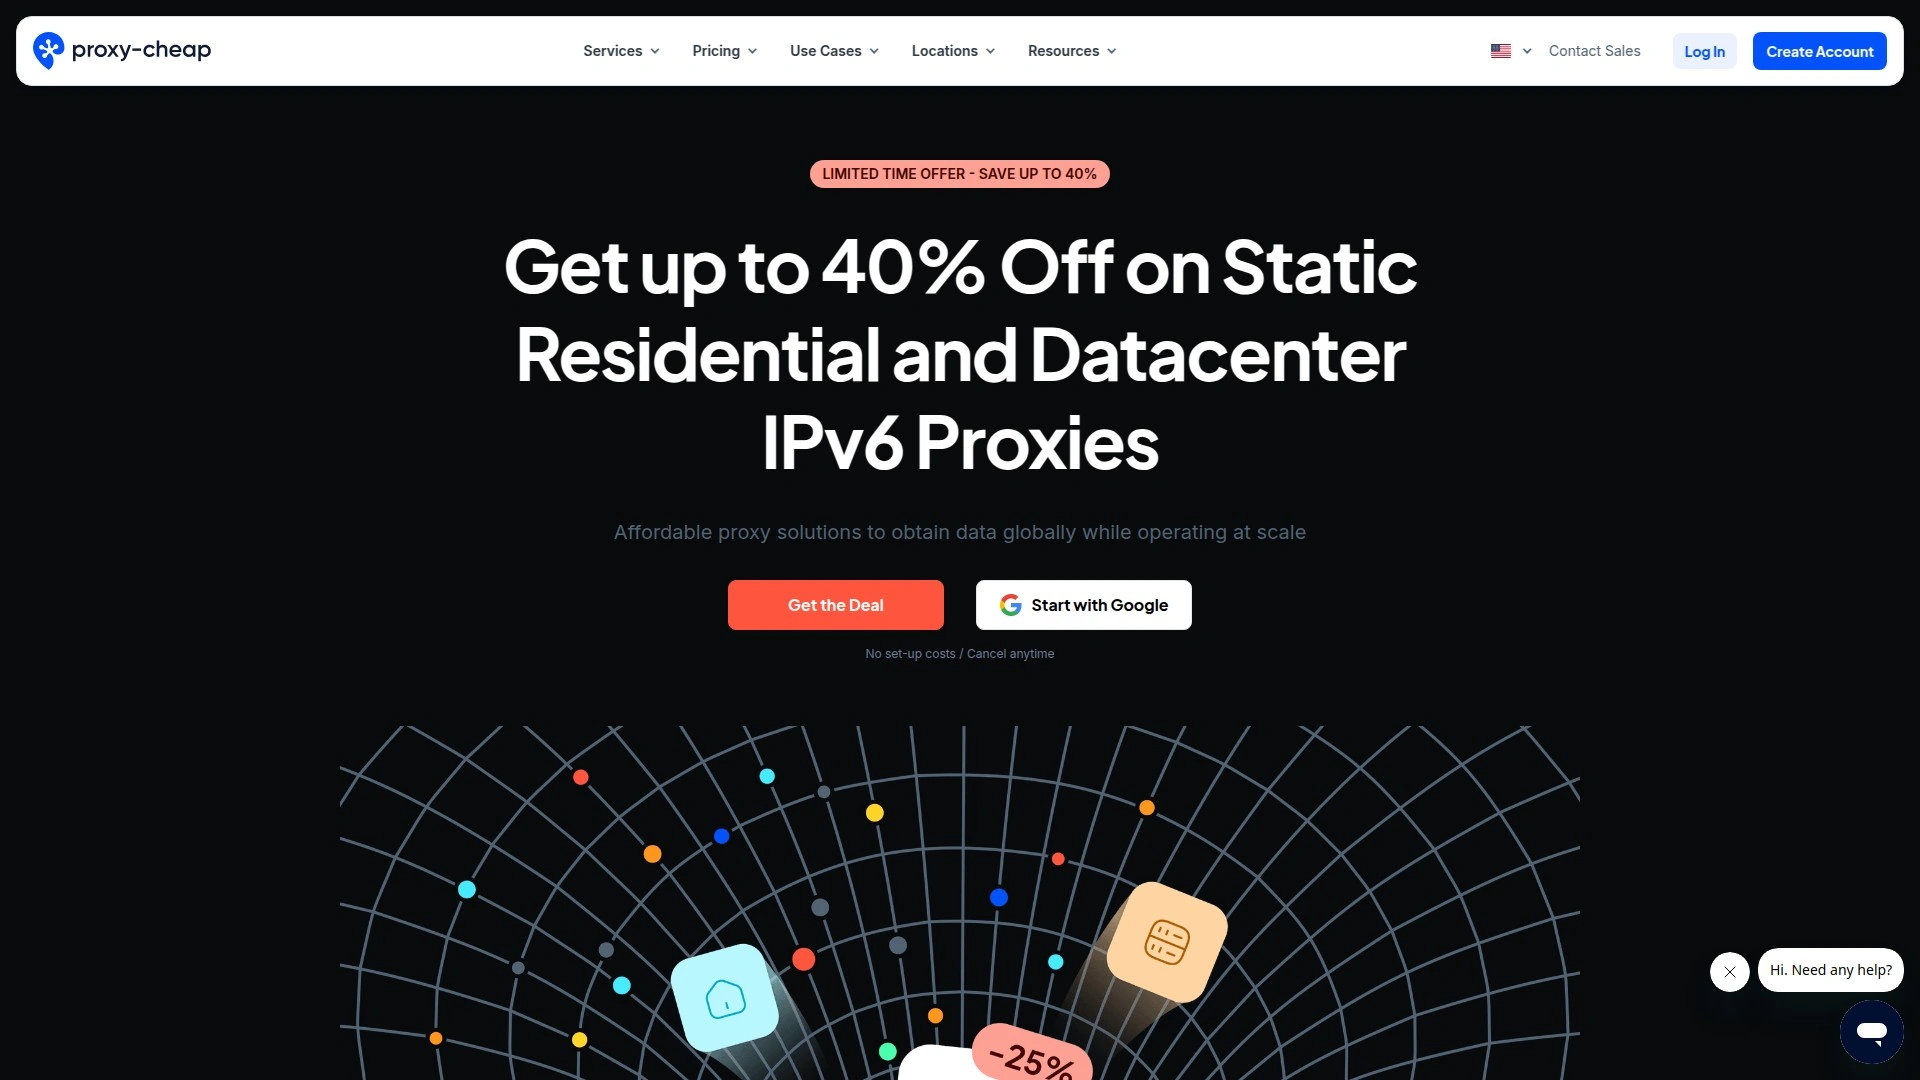 proxy-cheap
Services
Pricing
Use Cases
Locations
Resources
Contact Sales
Log In
Create Account
LIMITED TIME OFFER - SAVE UP TO 40%
Get up to 40% Off on Static
Residential and Datacenter
IPv6 Proxies
Affordable proxy solutions to obtain data globally while operating at scale
Get the Deal
Start with Google
No set-up costs / Cancel anytime
Hi. Need any help?
-25%